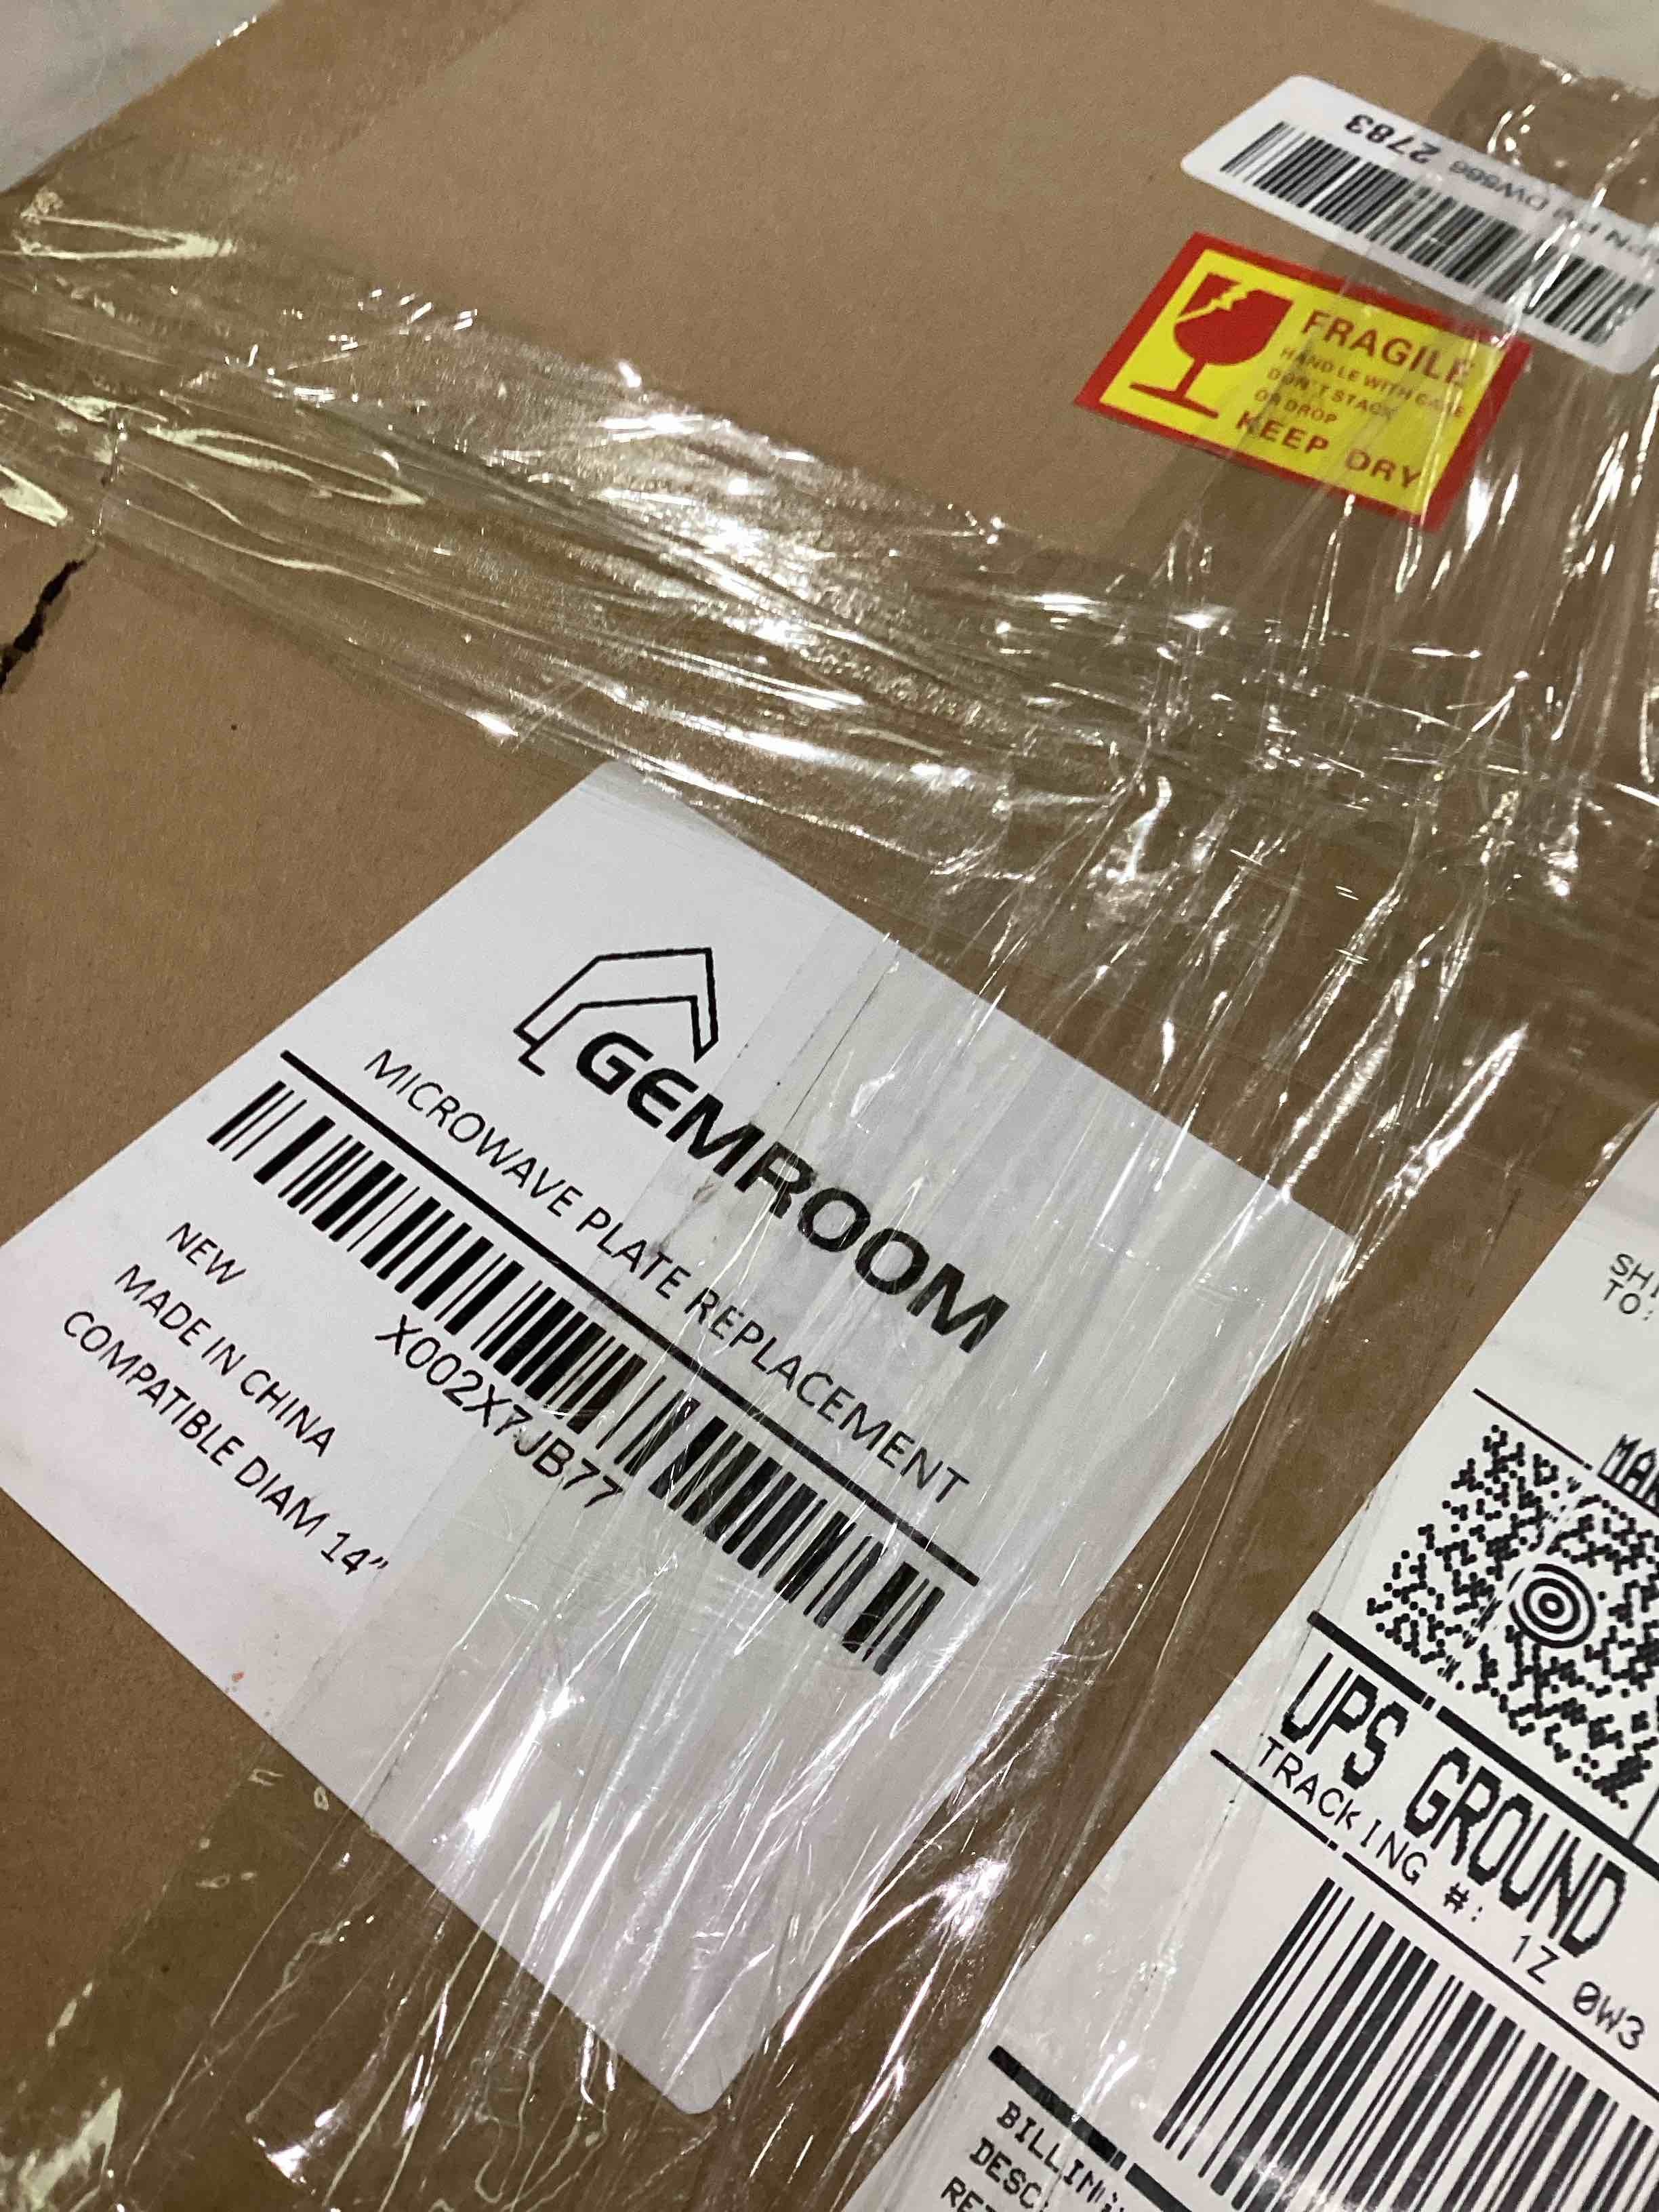 2783
FRAGILE
HANDLE WITH CARE
DON'T STACK
OR DROP
KEEP DRY
GEMROOM
MICROWAVE PLATE REPLACEMENT
X002X7JB77
NEW
MADE IN CHINA
COMPATIBLE DIAM 14"
TO:
UPS GROUND
TRACKING #: 1Z 0W3